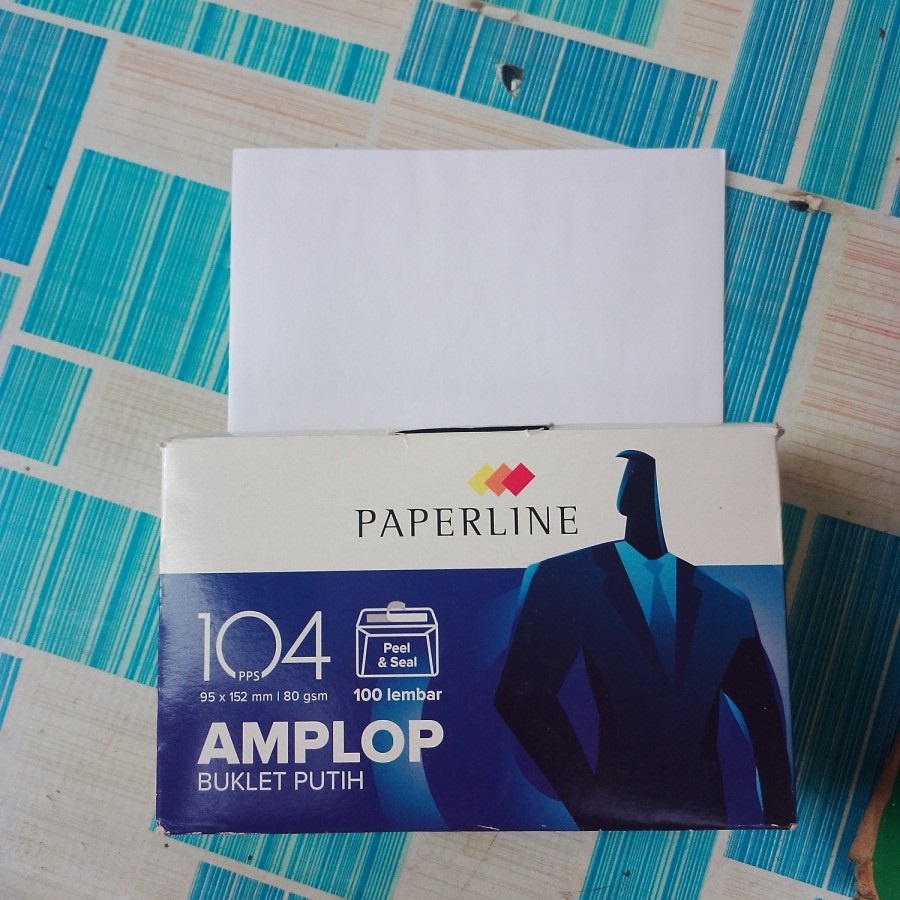 PAPERLINE
104
PPS
95 x 152 mm | 80 gsm
Peel
& Seal
100 lembar
AMPLOP
BUKLET PUTIH